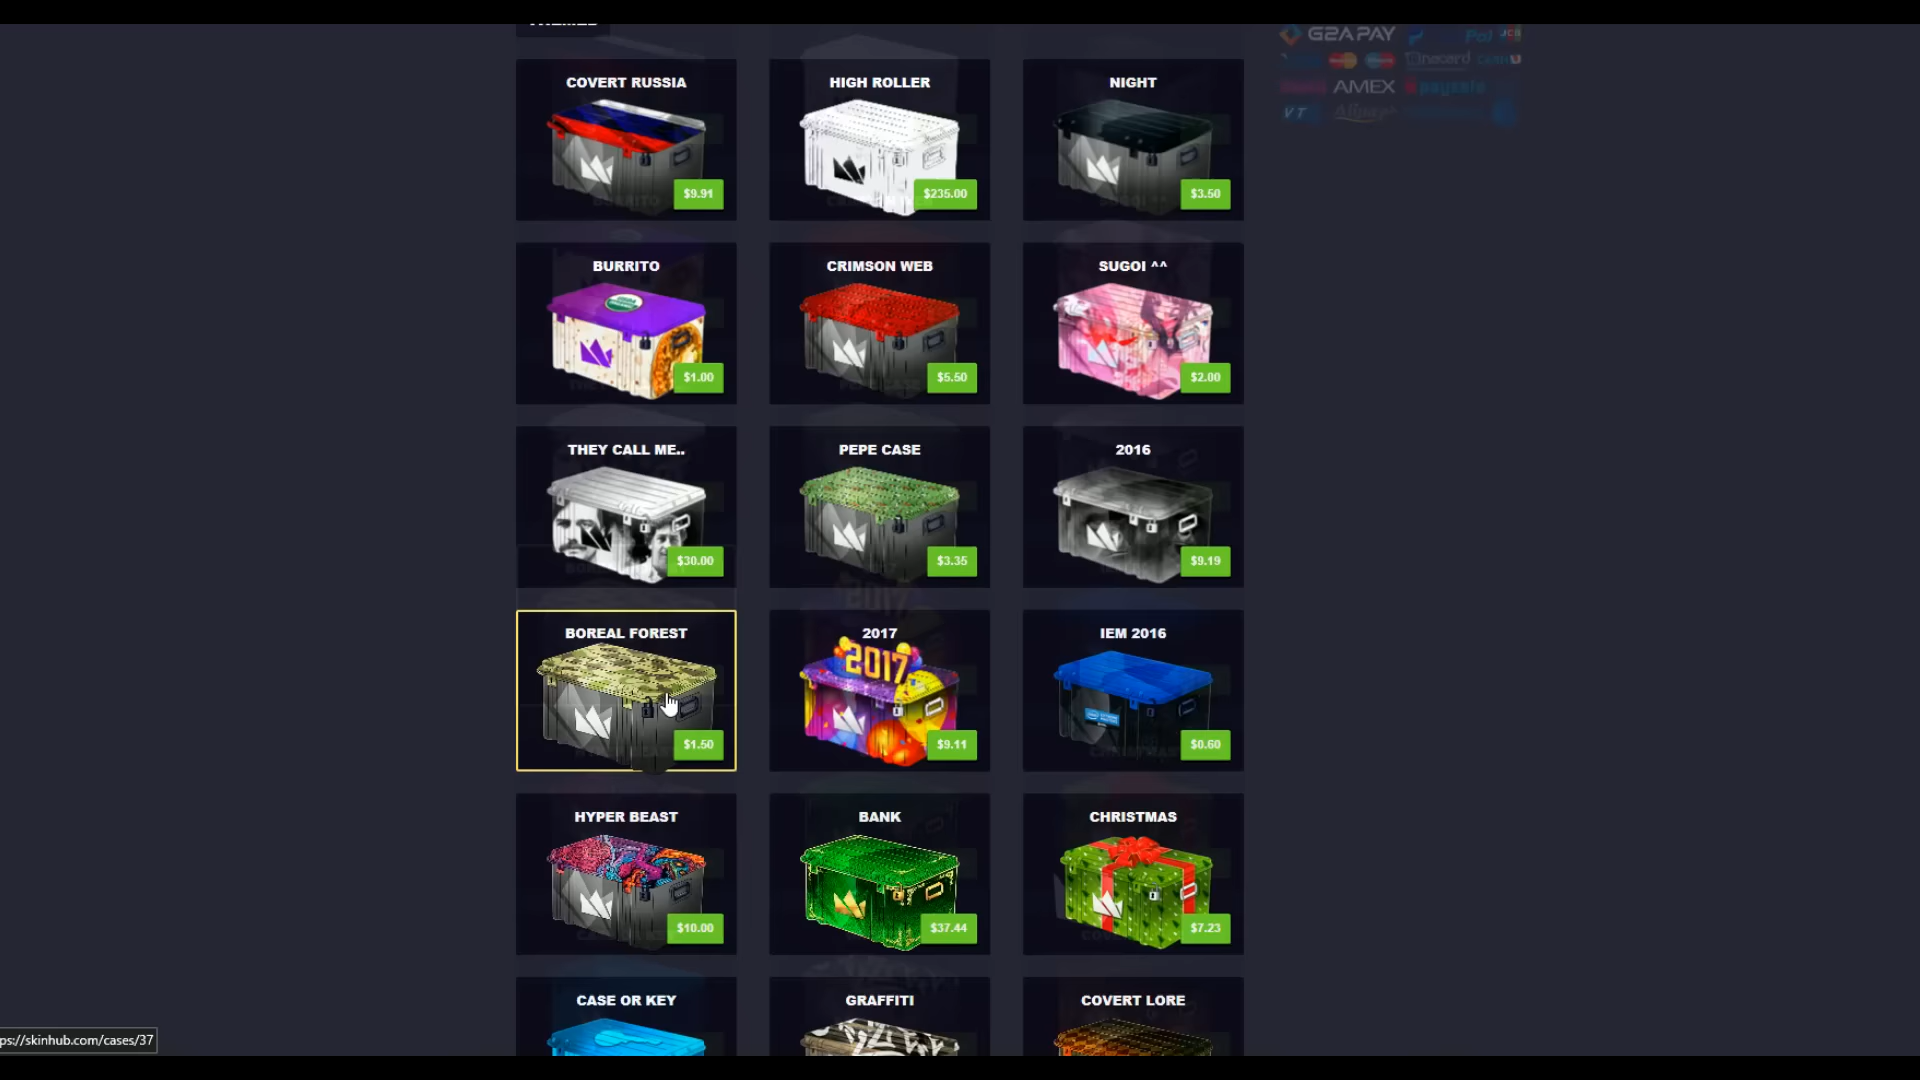 G2A PAY
AMEX
COVERT RUSSIA
$9.91
HIGH ROLLER
$235.00
NIGHT
$3.50
BURRITO
$1.00
CRIMSON WEB
$5.50
SUGOI ^^
$2.00
THEY CALL ME..
$30.00
PEPE CASE
$3.35
2016
$9.19
BOREAL FOREST
$1.50
2017
2017
$9.11
IEM 2016
$0.60
HYPER BEAST
$10.00
BANK
$37.44
CHRISTMAS
$7.23
CASE OR KEY
GRAFFITI
COVERT LORE
ps://skinhub.com/cases/37